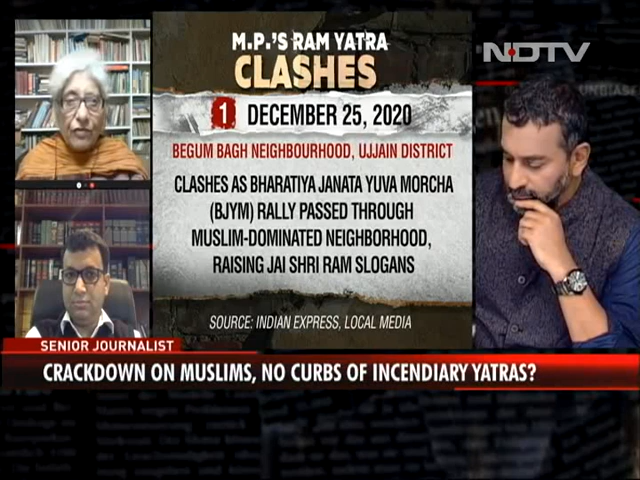 M.P.'S RAM YATRA
CLASHES
1 DECEMBER 25, 2020
BEGUM BAGH NEIGHBOURHOOD, UJJAIN DISTRICT
CLASHES AS BHARATIYA JANATA YUVA MORCHA
(BJYM) RALLY PASSED THROUGH
MUSLIM-DOMINATED NEIGHBORHOOD,
RAISING JAI SHRI RAM SLOGANS
SOURCE: INDIAN EXPRESS, LOCAL MEDIA
NDTV
SENIOR JOURNALIST
CRACKDOWN ON MUSLIMS, NO CURBS OF INCENDIARY YATRAS?